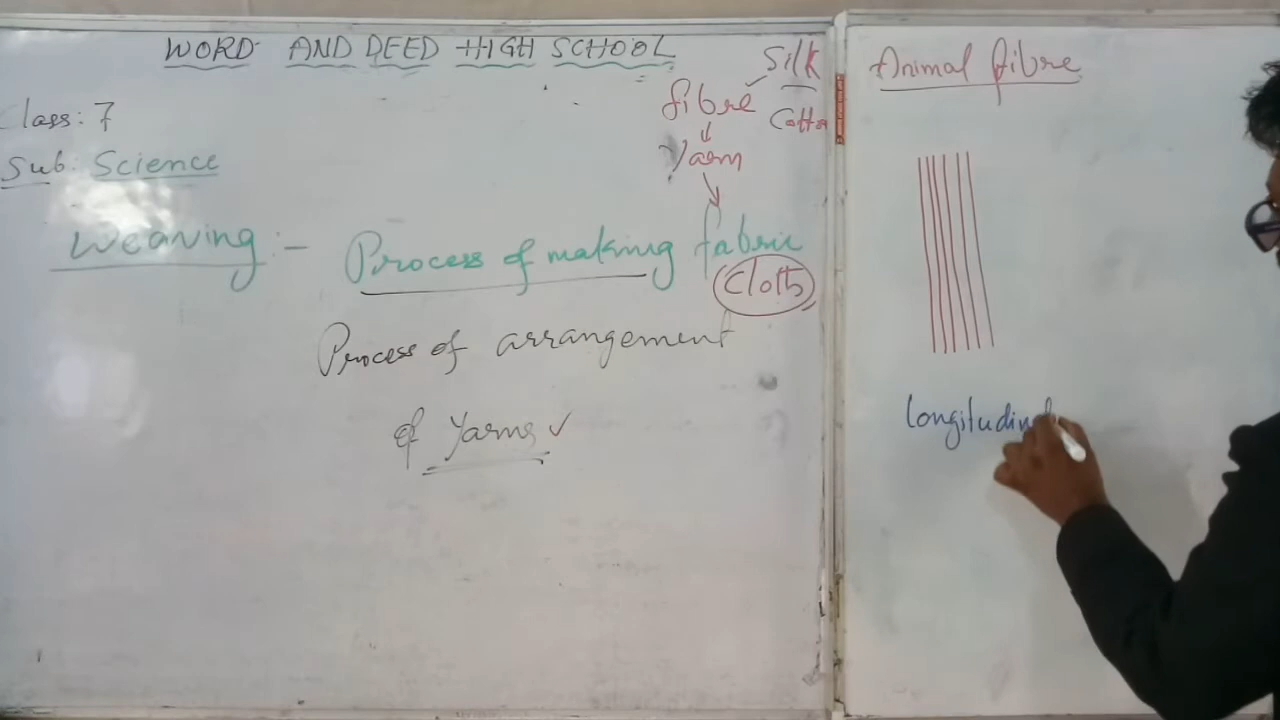 WORD AND DEED HIGH SCHOOL
Class: 7
Sub: Science
Silk
fibre
Cotton
Yarn
Weaving :- Process of making fabric
Cloth
Process of arrangement
of Yarns ✓
Animal fibre
longitudin